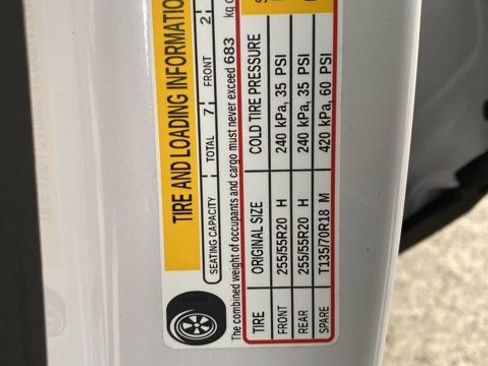 TIRE AND LOADING INFORMATION
SEATING CAPACITY TOTAL 7 FRONT 2
The combined weight of occupants and cargo must never exceed 683 kg
TIRE ORIGINAL SIZE COLD TIRE PRESSURE
FRONT 255/55R20 H 240 kPa, 35 PSI
REAR 255/55R20 H 240 kPa, 35 PSI
SPARE T135/70R18 M 420 kPa, 60 PSI